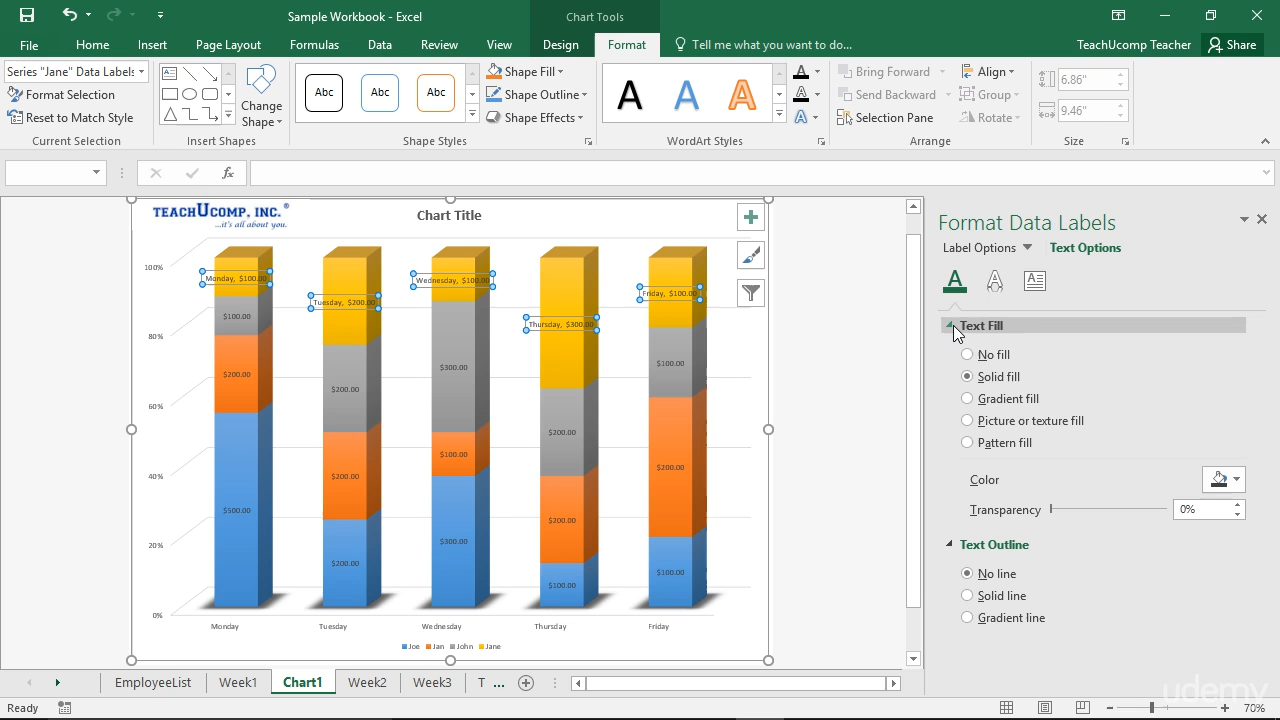 Sample Workbook - Excel
Chart Tools
File Home Insert Page Layout Formulas Data Review View Design Format Tell me what you want to do... TeachUcomp Teacher Share
Series "Jane" Data Labels
Format Selection
Reset to Match Style
Current Selection
Change
Shape
Insert Shapes
Abc Abc Abc
Shape Fill
Shape Outline
Shape Effects
Shape Styles
A A A
WordArt Styles
Bring Forward
Send Backward
Selection Pane
Align
Group
Rotate
Arrange
6.86"
9.46"
Size
fx
TEACHUCOMP, INC.®
...it's all about you.
Chart Title
100%
80%
60%
40%
20%
0%
Monday, $100.00
$100.00
$200.00
$500.00
Tuesday, $200.00
$200.00
$200.00
$200.00
Wednesday, $100.00
$300.00
$100.00
$300.00
Thursday, $300.00
$200.00
$200.00
$100.00
Friday, $100.00
$100.00
$200.00
$100.00
Monday Tuesday Wednesday Thursday Friday
Joe Jan John Jane
Format Data Labels
Label Options Text Options
Text Fill
No fill
Solid fill
Gradient fill
Picture or texture fill
Pattern fill
Color
Transparency 0%
Text Outline
No line
Solid line
Gradient line
EmployeeList Week1 Chart1 Week2 Week3 T ...
Ready
70%
udemy